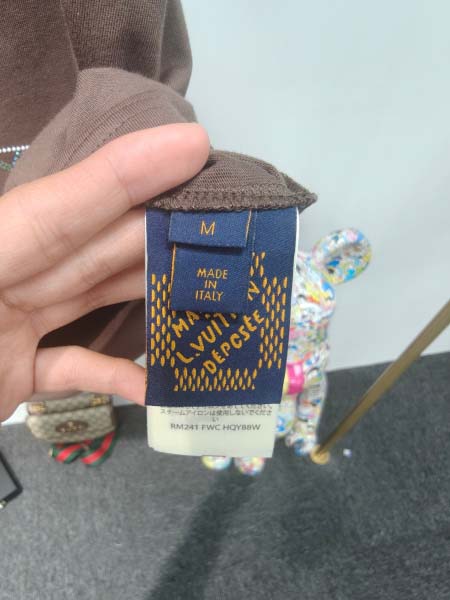 M
MADE
IN
ITALY
L.VUITTON
DEPOSÉE
スチームアイロンは使用しないでくださ
い
RM241 FWC HQY88W